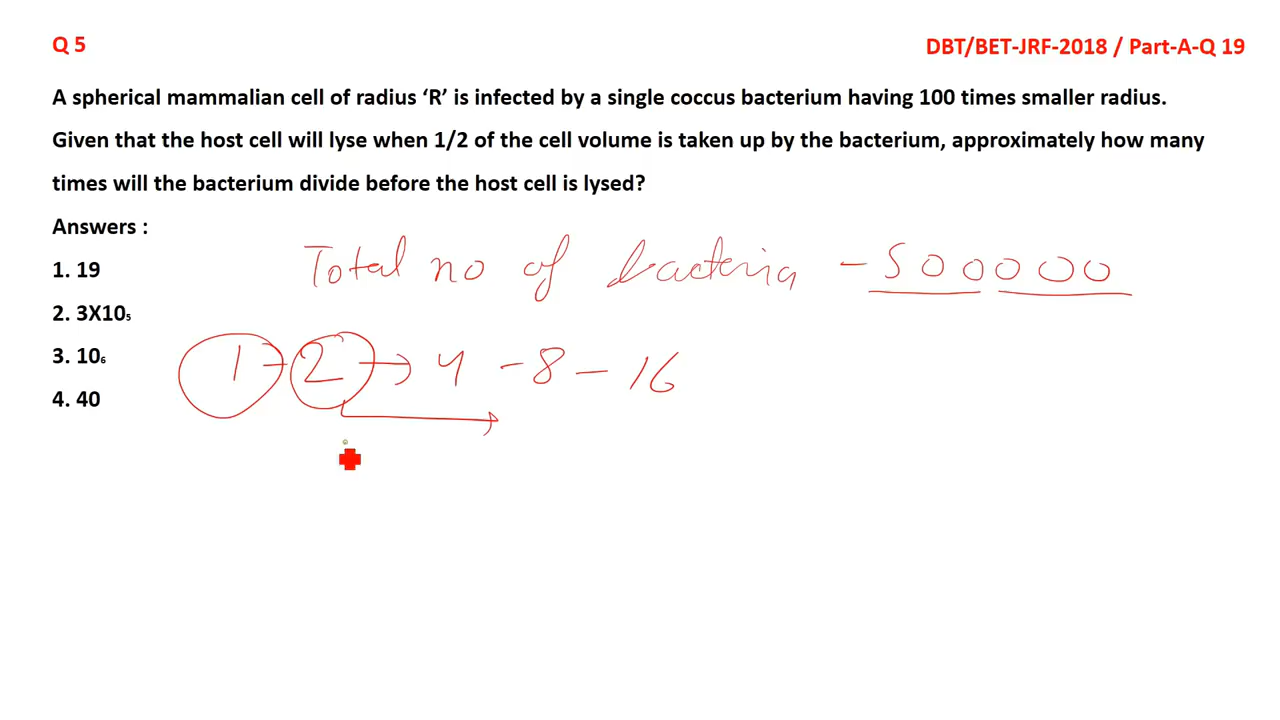 Q 5
DBT/BET-JRF-2018 / Part-A-Q 19
A spherical mammalian cell of radius ‘R’ is infected by a single coccus bacterium having 100 times smaller radius.
Given that the host cell will lyse when 1/2 of the cell volume is taken up by the bacterium, approximately how many
times will the bacterium divide before the host cell is lysed?
Answers :
1. 19
Total no of bacteria - 500000
2. 3X10₅
3. 10₆
1 - 2 → 4 - 8 - 16
4. 40